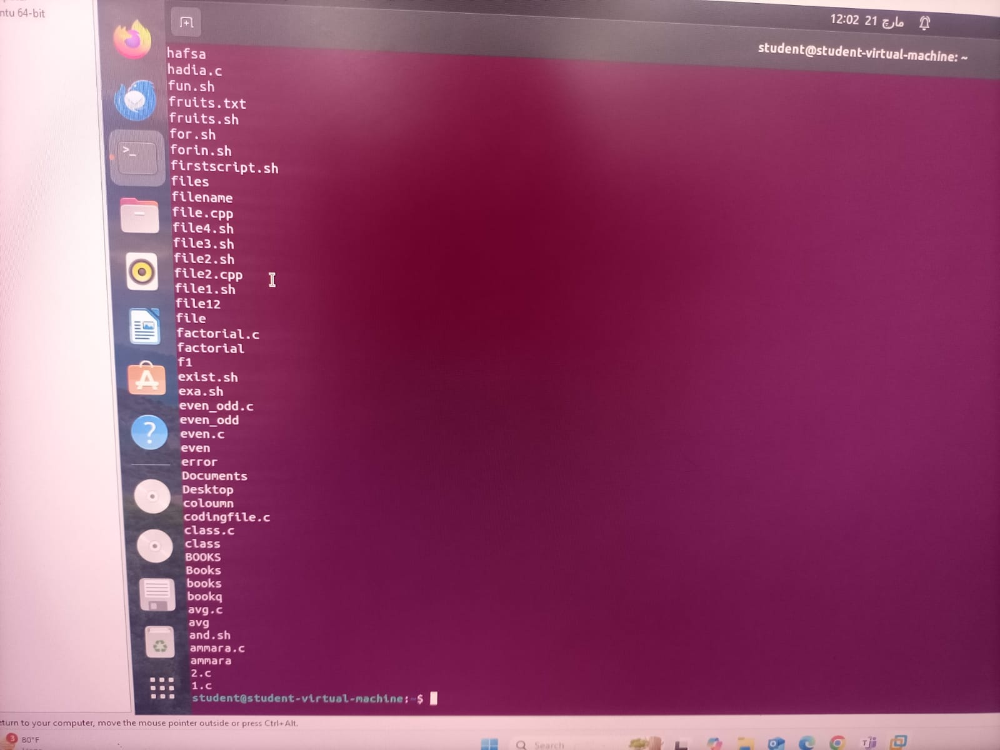 ntu 64-bit
12:02 21 مارچ
student@student-virtual-machine: ~
hafsa
hadia.c
fun.sh
fruits.txt
fruits.sh
for.sh
forin.sh
firstscript.sh
files
filename
file.cpp
file4.sh
file3.sh
file2.sh
file2.cpp
file1.sh
file12
file
factorial.c
factorial
f1
exist.sh
exa.sh
even_odd.c
even_odd
even.c
even
error
Documents
Desktop
coloumn
codingfile.c
class.c
class
BOOKS
Books
books
bookq
avg.c
avg
and.sh
ammara.c
ammara
2.c
1.c
student@student-virtual-machine:~$
eturn to your computer, move the mouse pointer outside or press Ctrl+Alt.
3 80°F
Search